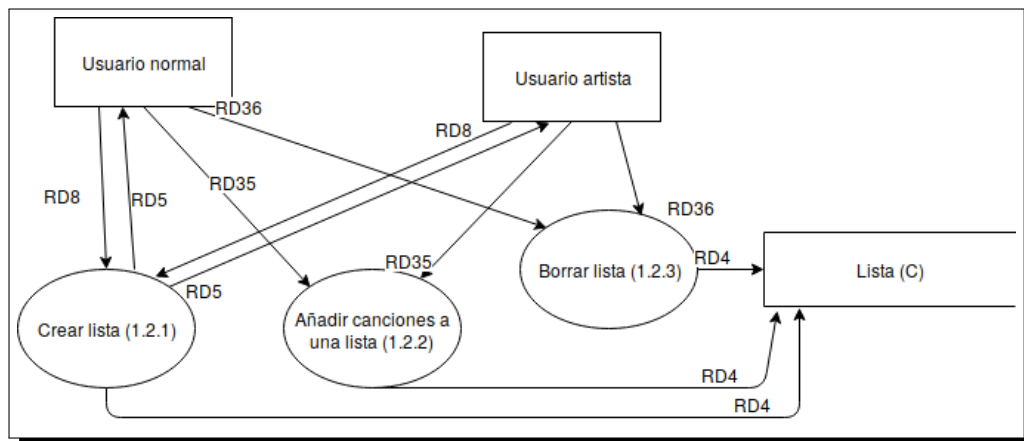 Usuario normal
Usuario artista
RD36
RD8
RD35
RD8
RD5
RD36
RD35
RD4
Borrar lista (1.2.3)
Lista (C)
RD5
Crear lista (1.2.1)
Añadir canciones a
una lista (1.2.2)
RD4
RD4